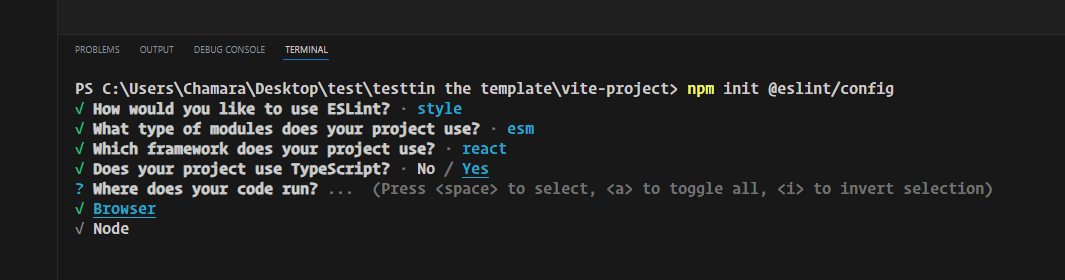 PROBLEMS OUTPUT DEBUG CONSOLE TERMINAL
PS C:\Users\Chamara\Desktop\test\testtin the template\vite-project> npm init @eslint/config
√ How would you like to use ESLint? · style
√ What type of modules does your project use? · esm
√ Which framework does your project use? · react
√ Does your project use TypeScript? · No / Yes
? Where does your code run? ... (Press <space> to select, <a> to toggle all, <i> to invert selection)
√ Browser
√ Node